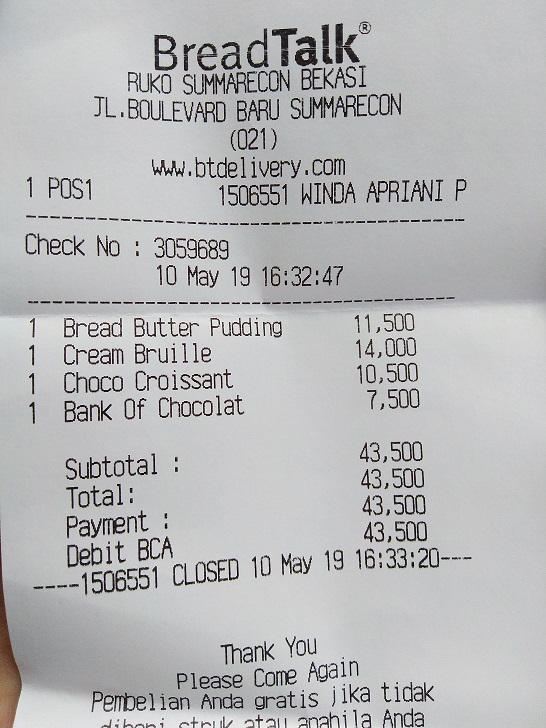 BreadTalk®
RUKO SUMMARECON BEKASI
JL.BOULEVARD BARU SUMMARECON
(021)
www.btdelivery.com
1 POS1 1506551 WINDA APRIANI P
Check No : 3059689
10 May 19 16:32:47
1 Bread Butter Pudding 11,500
1 Cream Bruille 14,000
1 Choco Croissant 10,500
1 Bank Of Chocolat 7,500
Subtotal : 43,500
Total: 43,500
Payment : 43,500
Debit BCA 43,500
----1506551 CLOSED 10 May 19 16:33:20---
Thank You
Please Come Again
Pembelian Anda gratis jika tidak
diberi struk atau apabila Anda